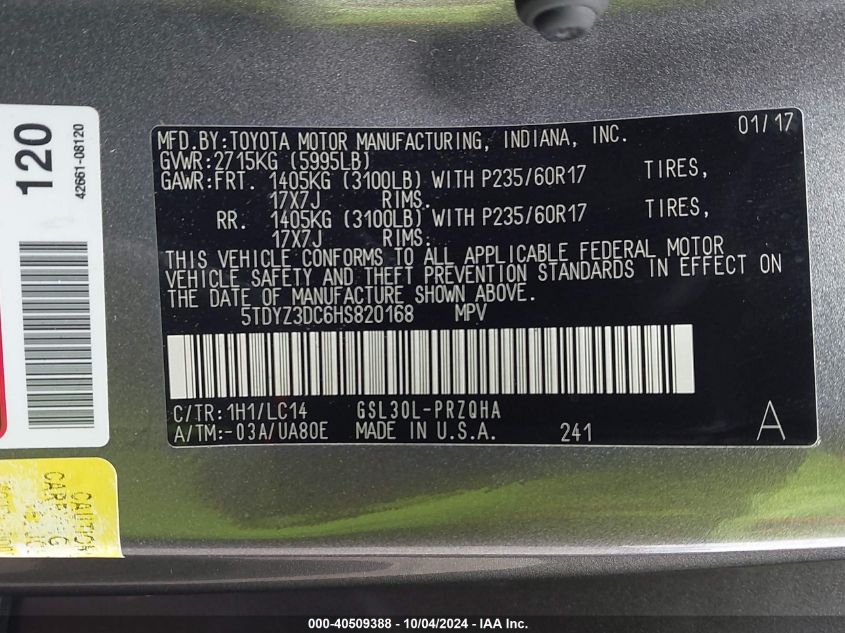 MFD.BY:TOYOTA MOTOR MANUFACTURING, INDIANA, INC. 01/17
GVWR:2715KG (5995LB)
GAWR:FRT. 1405KG (3100LB) WITH P235/60R17 TIRES,
17X7J RIMS.
RR. 1405KG (3100LB) WITH P235/60R17 TIRES,
17X7J RIMS.
THIS VEHICLE CONFORMS TO ALL APPLICABLE FEDERAL MOTOR
VEHICLE SAFETY AND THEFT PREVENTION STANDARDS IN EFFECT ON
THE DATE OF MANUFACTURE SHOWN ABOVE.
5TDYZ3DC6HS820168 MPV
C/TR:1H1/LC14 GSL30L-PRZQHA
A/TM:-03A/UA80E MADE IN U.S.A. 241 A
120
42661-08120
CAUTION
000-40509388 - 10/04/2024 - IAA Inc.